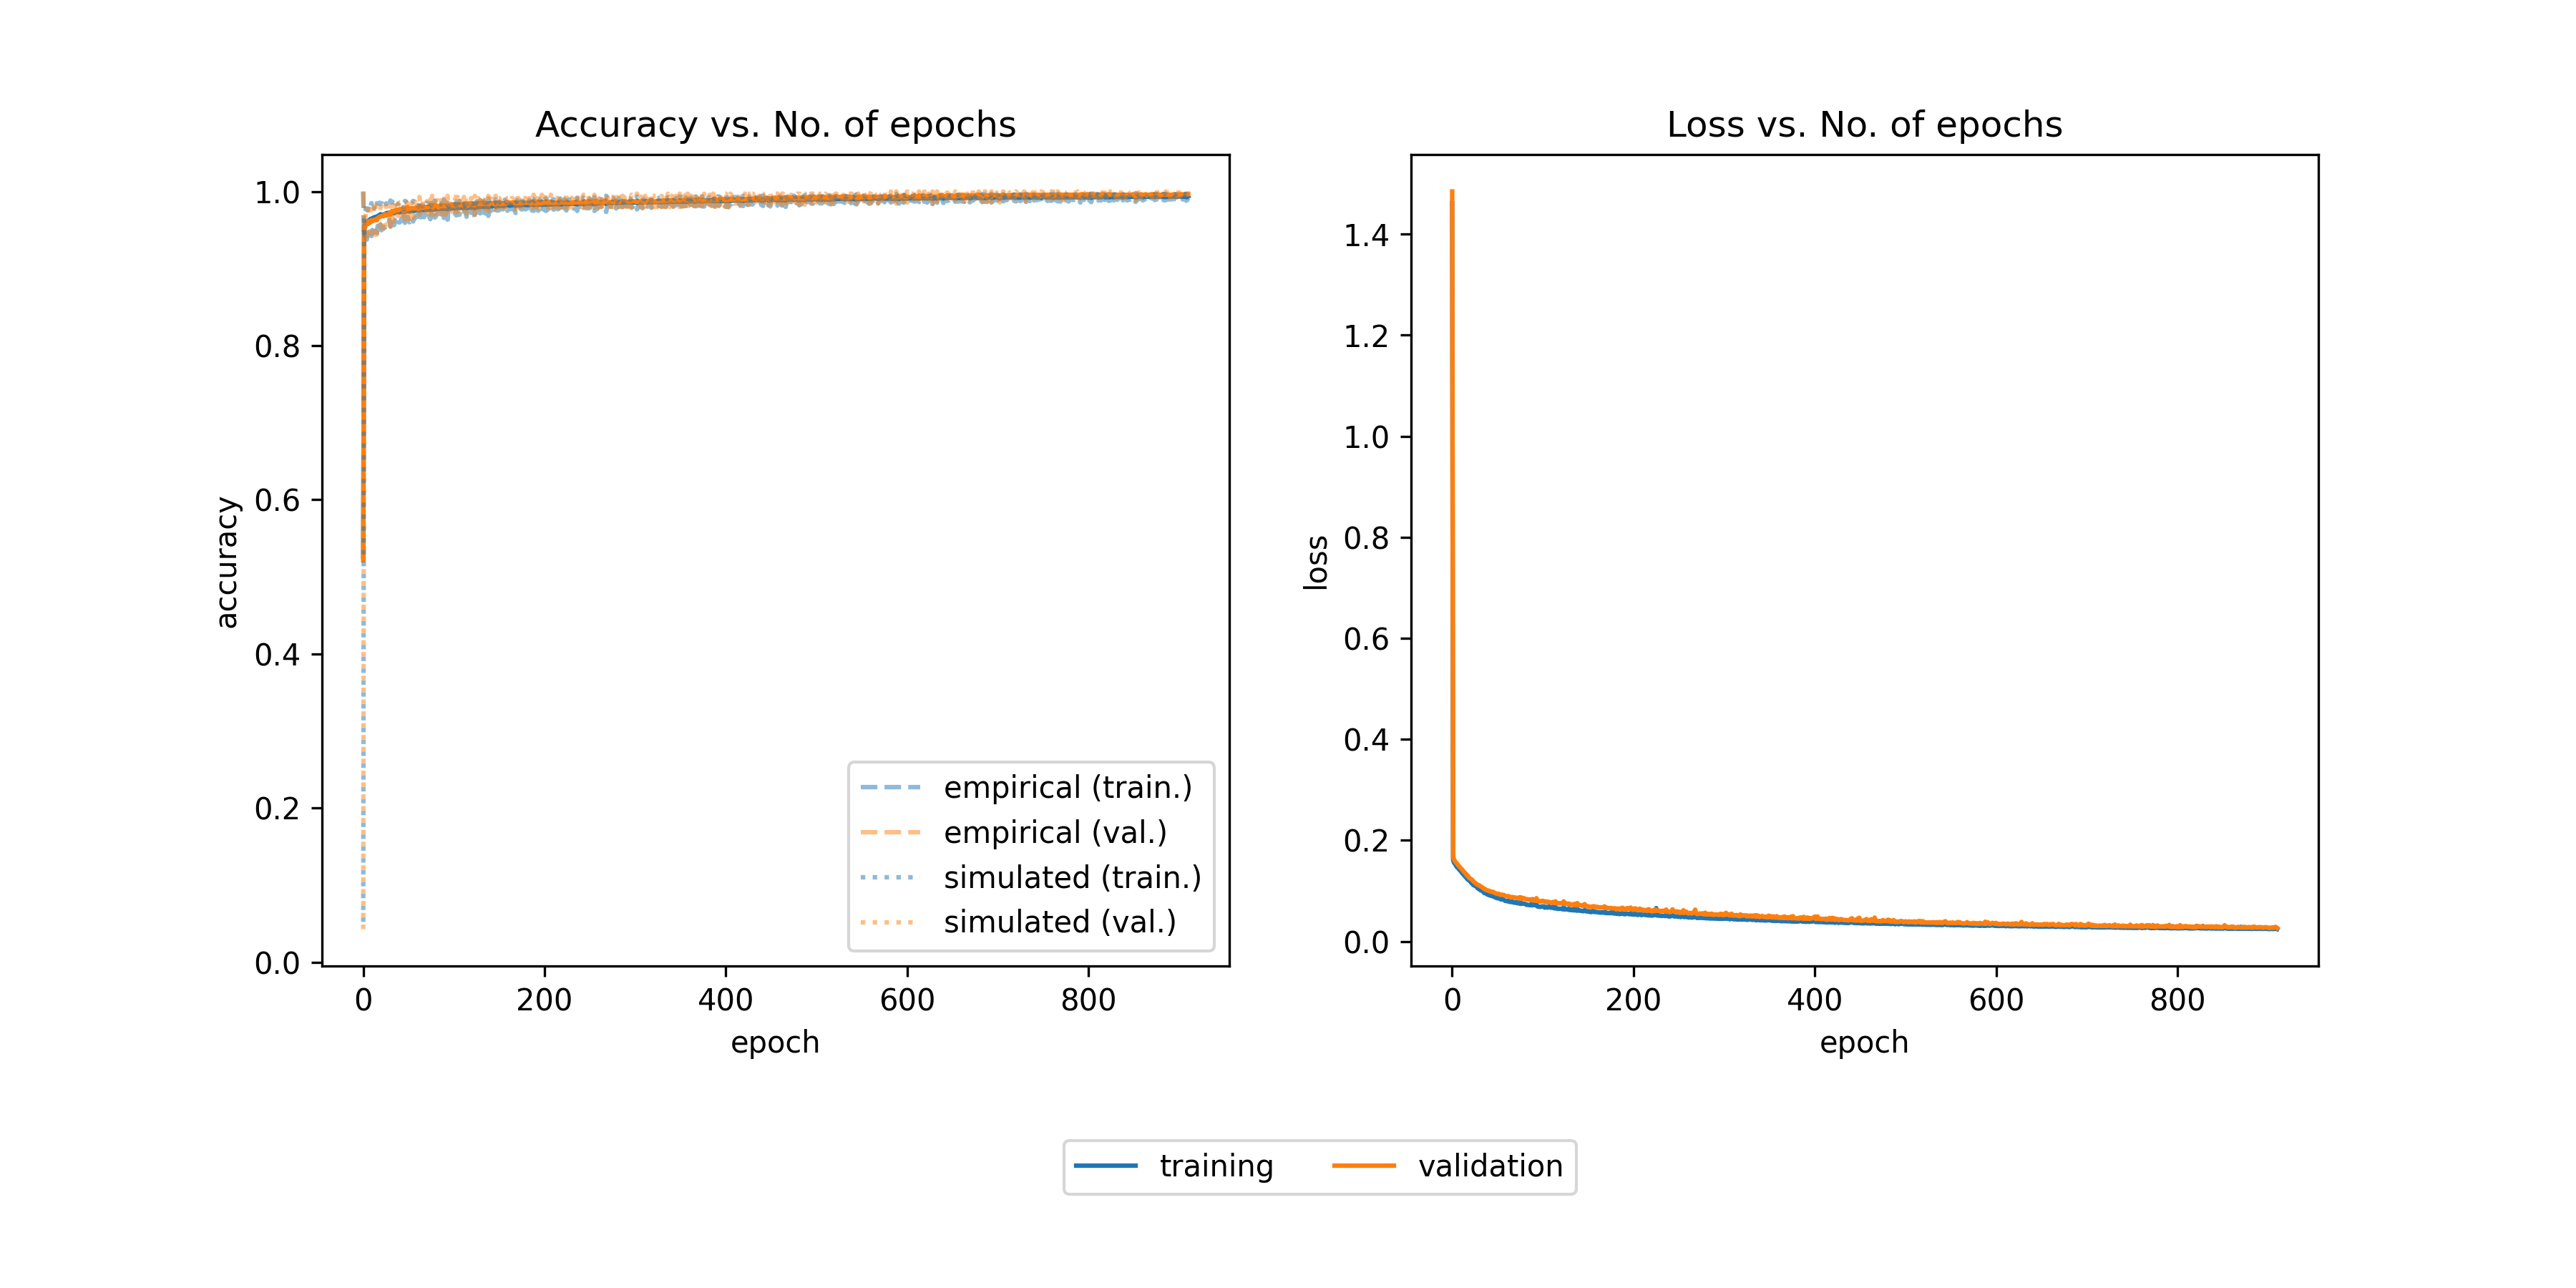 Accuracy vs. No. of epochs
1.0
0.8
0.6
0.4
0.2
0.0
accuracy
0 200 400 600 800
epoch
empirical (train.)
empirical (val.)
simulated (train.)
simulated (val.)
Loss vs. No. of epochs
1.4
1.2
1.0
0.8
0.6
0.4
0.2
0.0
loss
0 200 400 600 800
epoch
training validation